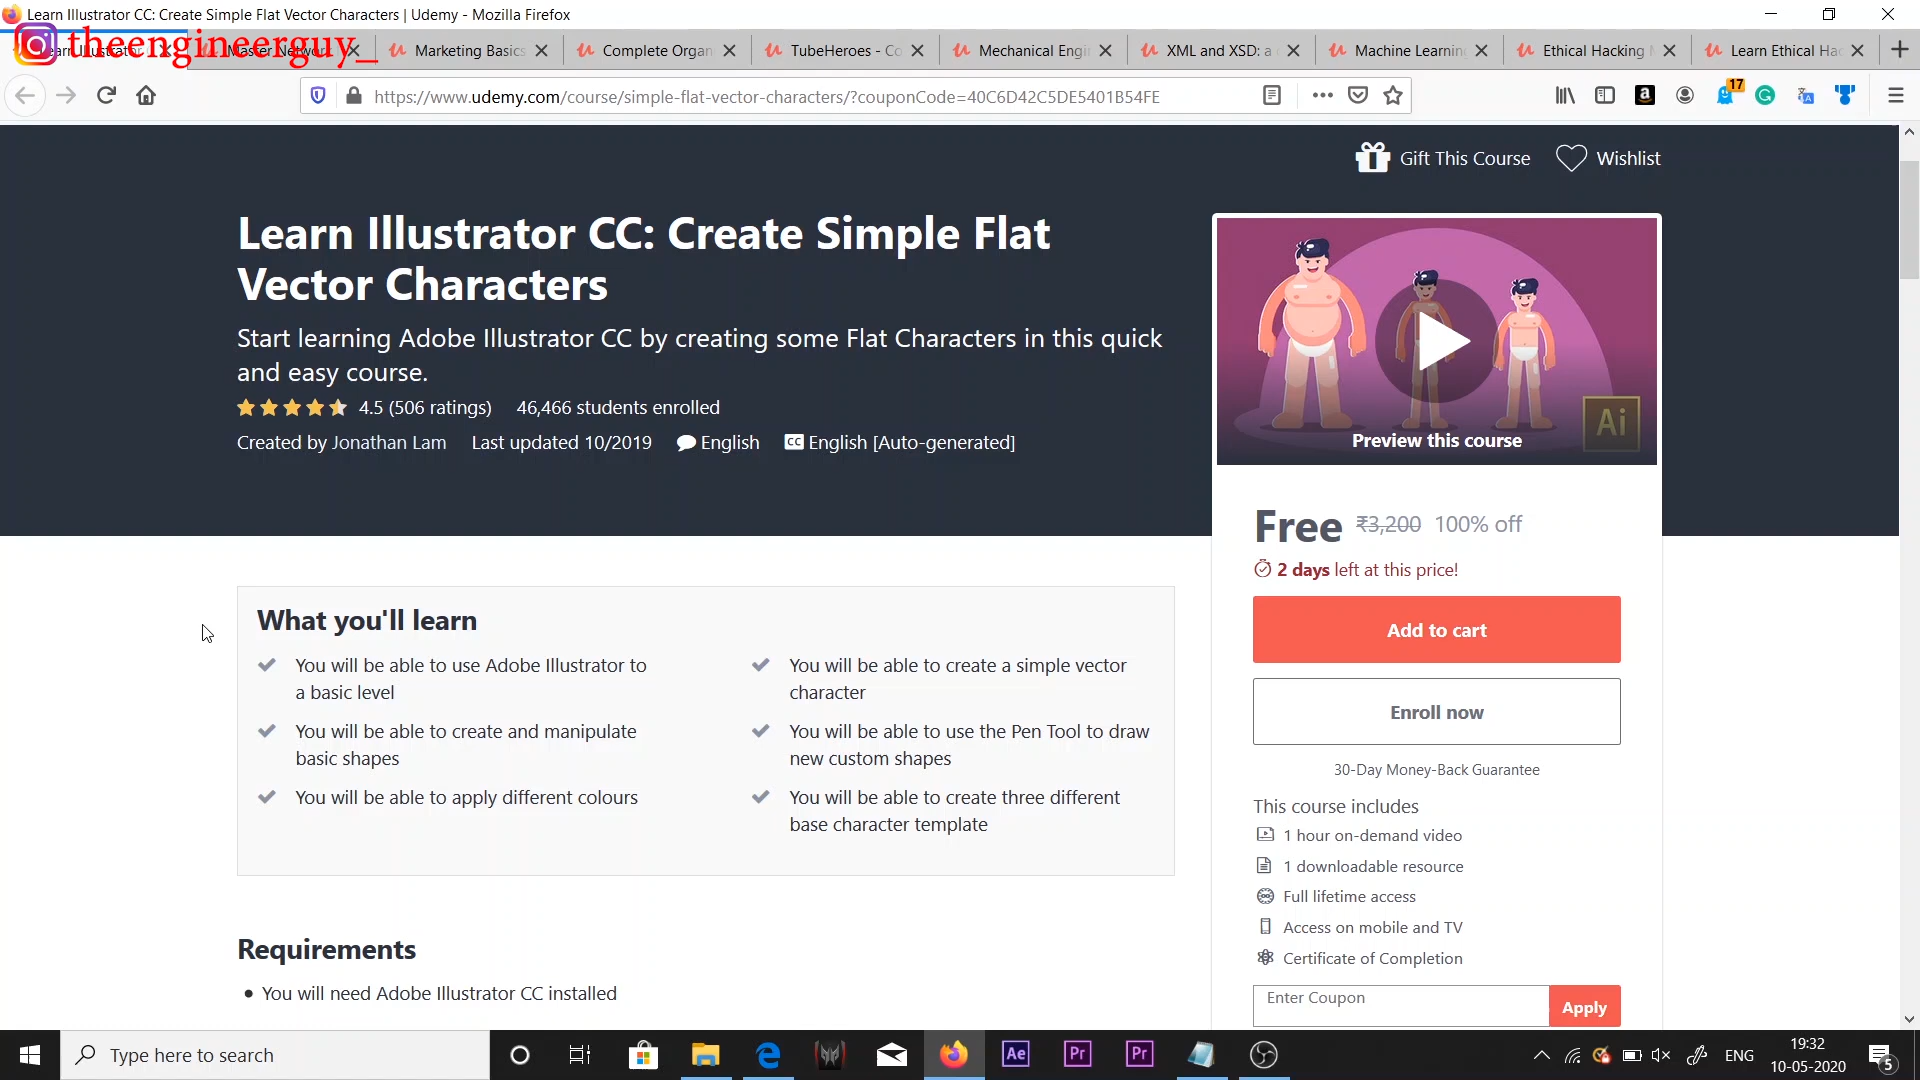 Learn Illustrator CC: Create Simple Flat Vector Characters | Udemy - Mozilla Firefox
theengineerguy_
Marketing Basics
Complete Organ
TubeHeroes - Co
Mechanical Engi
XML and XSD: a
Machine Learning
Ethical Hacking
Learn Ethical Hac
https://www.udemy.com/course/simple-flat-vector-characters/?couponCode=40C6D42C5DE5401B54FE
17
Gift This Course
Wishlist
Learn Illustrator CC: Create Simple Flat
Vector Characters
Start learning Adobe Illustrator CC by creating some Flat Characters in this quick
and easy course.
4.5 (506 ratings) 46,466 students enrolled
Created by Jonathan Lam Last updated 10/2019 English CC English [Auto-generated]
Ai
Preview this course
Free ₹3,200 100% off
2 days left at this price!
Add to cart
Enroll now
30-Day Money-Back Guarantee
This course includes
1 hour on-demand video
1 downloadable resource
Full lifetime access
Access on mobile and TV
Certificate of Completion
Enter Coupon
Apply
What you'll learn
You will be able to use Adobe Illustrator to
a basic level
You will be able to create and manipulate
basic shapes
You will be able to apply different colours
You will be able to create a simple vector
character
You will be able to use the Pen Tool to draw
new custom shapes
You will be able to create three different
base character template
Requirements
You will need Adobe Illustrator CC installed
Type here to search
Ae
Pr
Pr
ENG
19:32
10-05-2020
5